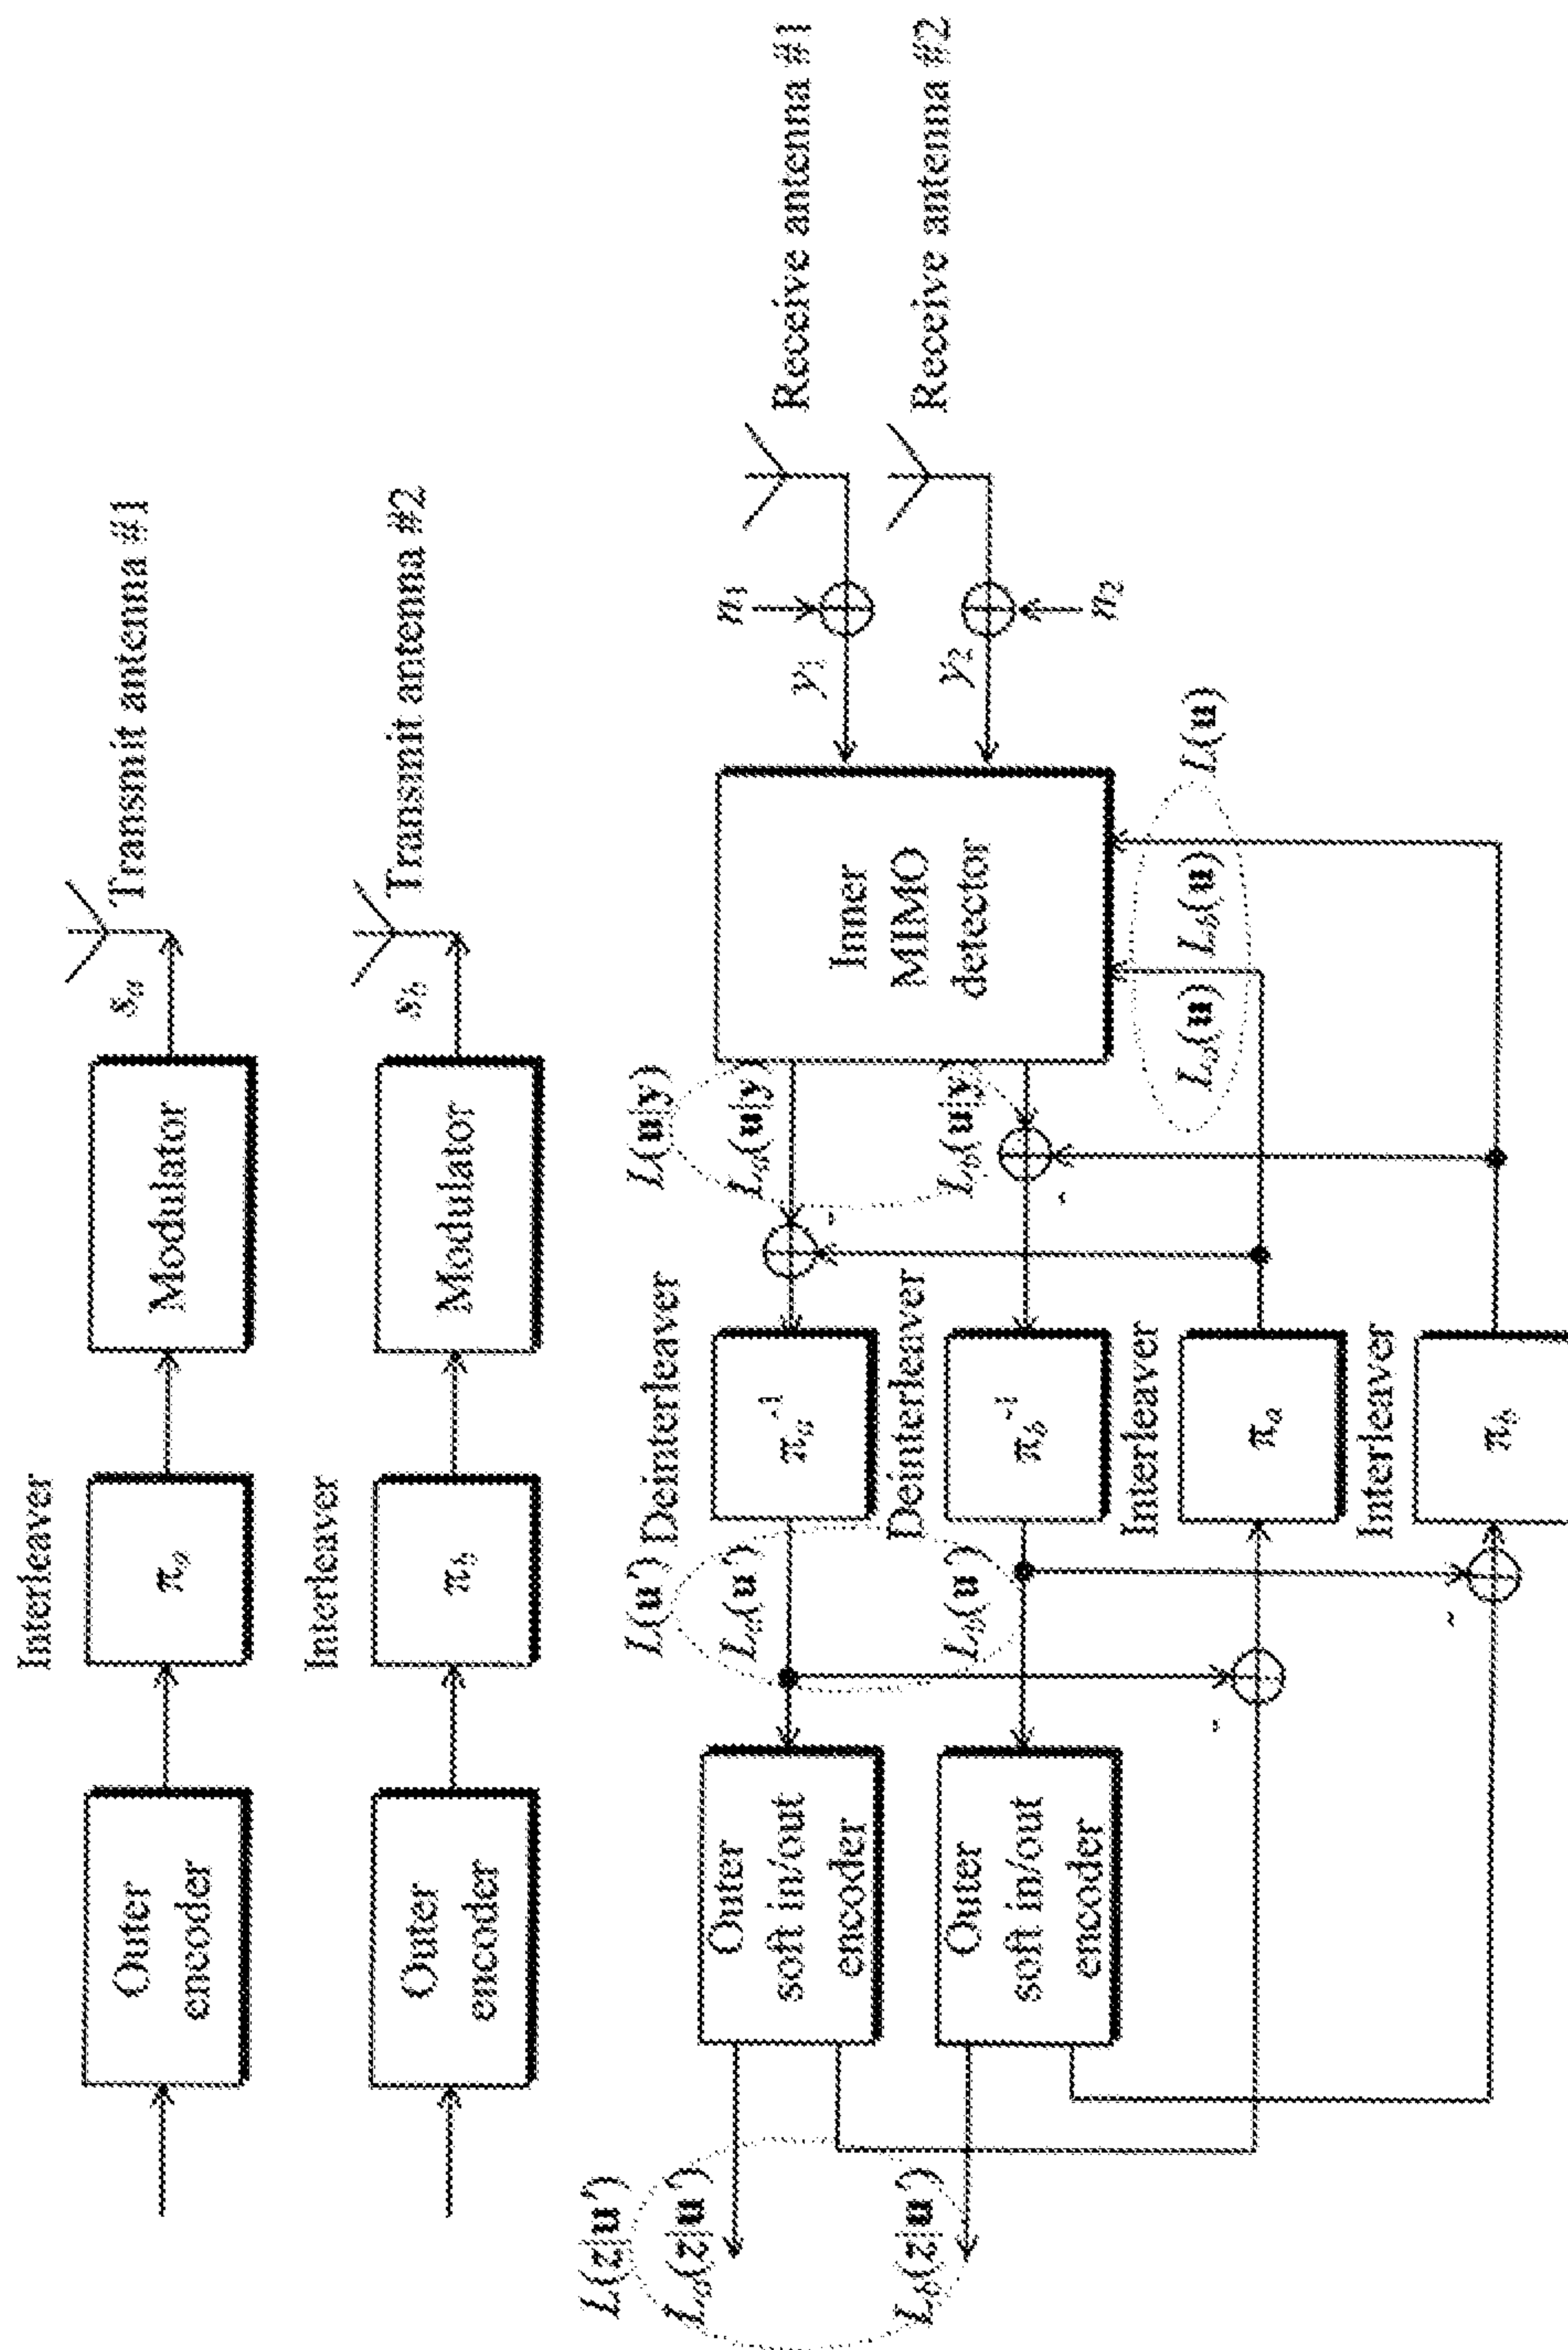 Outer
encoder
Interleaver
πa
Modulator
sa
Transmit antenna #1
Outer
encoder
Interleaver
πb
Modulator
sb
Transmit antenna #2
L(z|u')
La(z|u')
Lb(z|u')
Outer
soft in/out
encoder
Outer
soft in/out
encoder
L(u')
La(u')
Lb(u')
-
-
Deinterleaver
πa-1
Deinterleaver
πb-1
Interleaver
πa
Interleaver
πb
-
-
L(u|y)
La(u|y)
Lb(u|y)
Inner
MIMO
detector
La(u) Lb(u)
L(u)
y1
n1
y2
n2
Receive antenna #1
Receive antenna #2